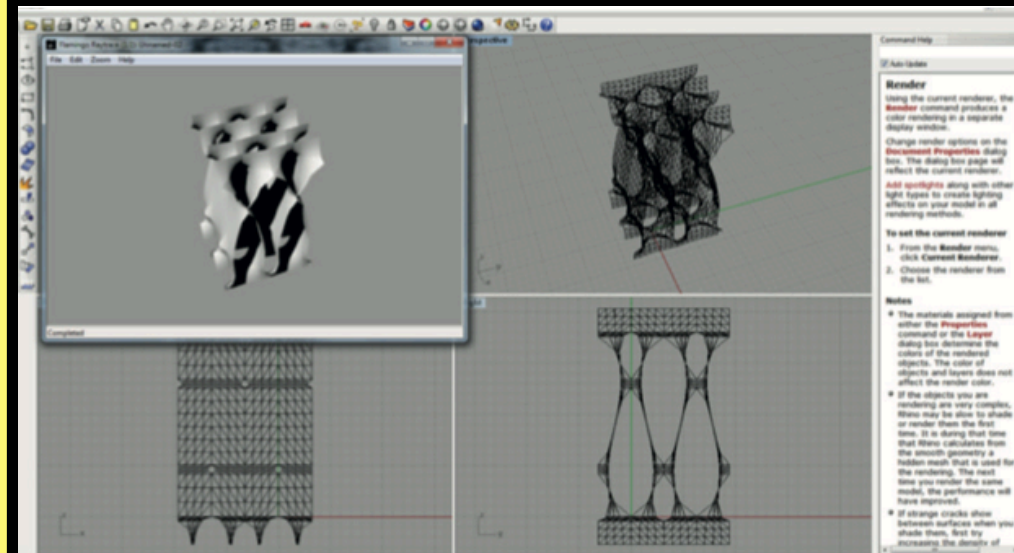 Flamingo Raytrace
File Edit Zoom Help
Completed
Command Help
Auto Update
Render
Using the current renderer, the
Render command produces a
color rendering in a separate
display window.
Change render options on the
Document Properties dialog
box. The dialog box page will
reflect the current renderer.
Add spotlights along with other
light types to create lighting
effects on your model in all
rendering methods.
To set the current renderer
1. From the Render menu,
click Current Renderer.
2. Choose the renderer from
the list.
Notes
The materials assigned from
either the Properties
command or the Layer
dialog box determine the
colors of the rendered
objects. The color of
objects and layers does not
affect the render color.
If the objects you are
rendering are very complex,
Rhino may be slow to shade
or render them the first
time. It is during that time
that Rhino calculates from
the smooth geometry a
hidden mesh that is used for
the rendering. The next
time you render the same
model, the performance will
have improved.
If strange cracks show
between surfaces when you
shade them, first try
increasing the density of